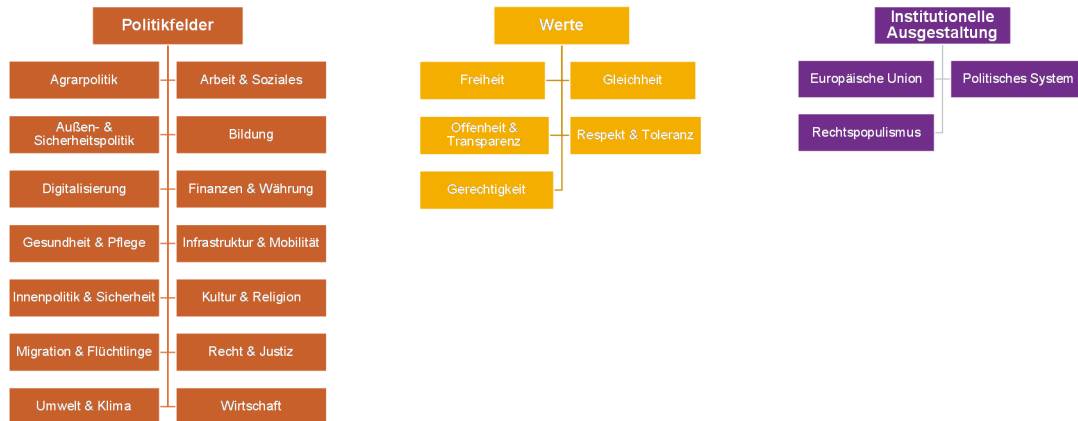 Politikfelder
Agrarpolitik
Arbeit & Soziales
Außen- &
Sicherheitspolitik
Bildung
Digitalisierung
Finanzen & Währung
Gesundheit & Pflege
Infrastruktur & Mobilität
Innenpolitik & Sicherheit
Kultur & Religion
Migration & Flüchtlinge
Recht & Justiz
Umwelt & Klima
Wirtschaft
Werte
Freiheit
Gleichheit
Offenheit &
Transparenz
Respekt & Toleranz
Gerechtigkeit
Institutionelle
Ausgestaltung
Europäische Union
Politisches System
Rechtspopulismus